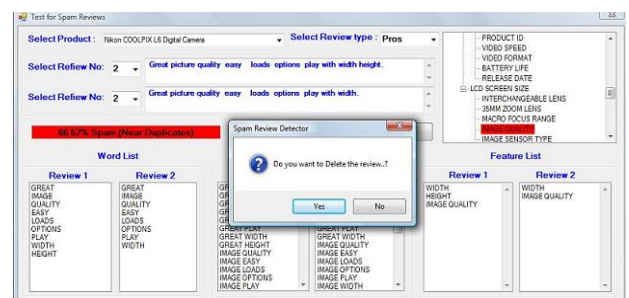 Test for Spam Reviews
Select Product : Nikon COOLPIX L6 Digital Camera Select Review type : Pros
Select Refiew No: 2 Great picture quality easy loads options play with width height.
Select Refiew No: 2 Great picture quality easy loads options play with width.
66.67% Spam (Near Duplicates)
PRODUCT ID
VIDEO SPEED
VIDEO FORMAT
BATTERY LIFE
RELEASE DATE
LCD SCREEN SIZE
INTERCHANGEABLE LENS
35MM ZOOM LENS
MACRO FOCUS RANGE
IMAGE QUALITY
IMAGE SENSOR TYPE
Spam Review Detector
Do you want to Delete the review..?
Yes No
Word List
Review 1
GREAT
IMAGE
QUALITY
EASY
LOADS
OPTIONS
PLAY
WIDTH
HEIGHT
Review 2
GREAT
IMAGE
QUALITY
EASY
LOADS
OPTIONS
PLAY
WIDTH
GREAT WIDTH
GREAT HEIGHT
IMAGE QUALITY
IMAGE EASY
IMAGE LOADS
IMAGE OPTIONS
IMAGE PLAY
GREAT PLAY
GREAT WIDTH
IMAGE QUALITY
IMAGE EASY
IMAGE LOADS
IMAGE OPTIONS
IMAGE PLAY
IMAGE WIDTH
Feature List
Review 1
WIDTH
HEIGHT
IMAGE QUALITY
Review 2
WIDTH
IMAGE QUALITY